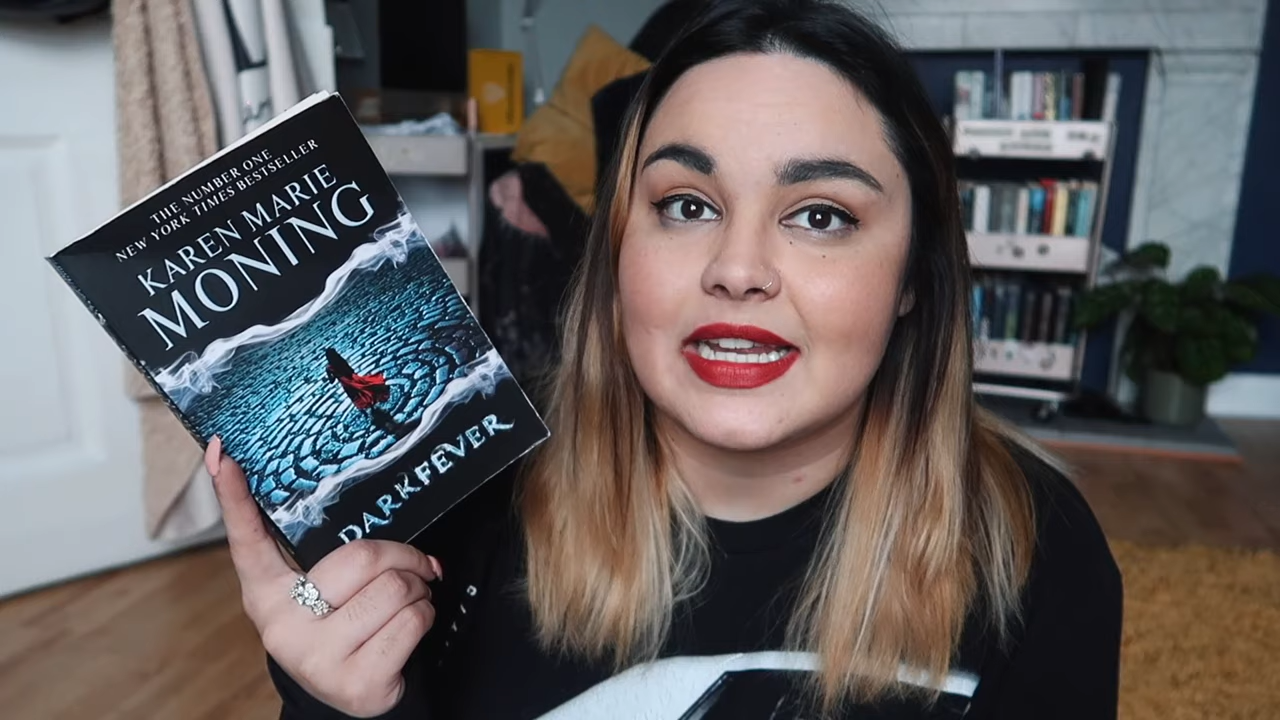 THE NUMBER ONE
NEW YORK TIMES BESTSELLER
KAREN MARIE
MONING
DARKFEVER